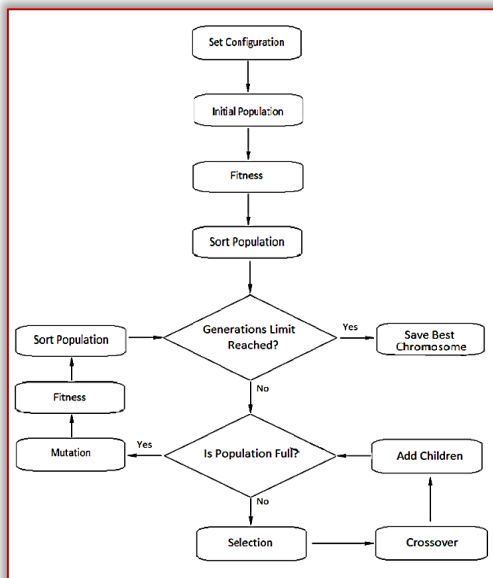 Set Configuration
Initial Population
Fitness
Sort Population
Generations Limit
Reached?
Yes
Save Best
Chromosome
Sort Population
No
Fitness
Mutation
Yes
Is Population Full?
Add Children
No
Selection
Crossover